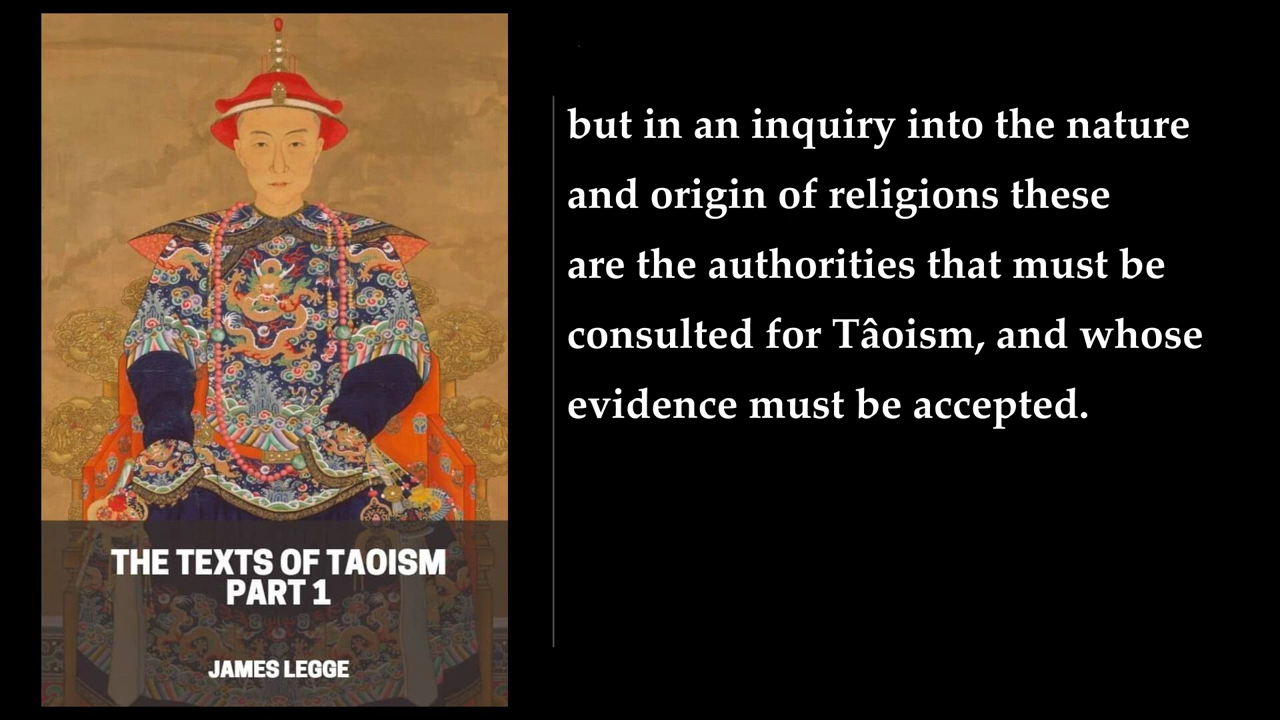 but in an inquiry into the nature
and origin of religions these
are the authorities that must be
consulted for Tâoism, and whose
evidence must be accepted.
THE TEXTS OF TAOISM
PART 1
JAMES LEGGE